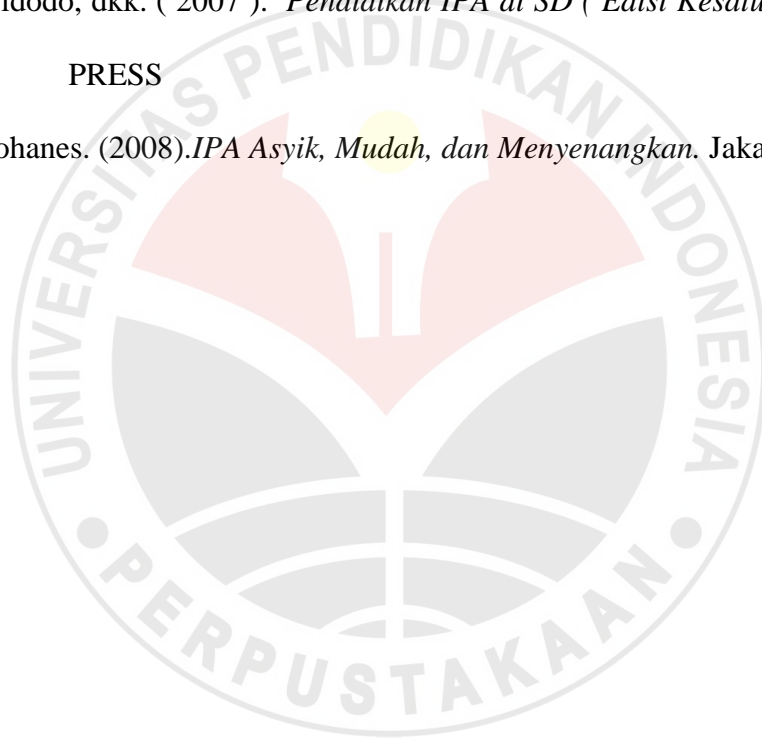 idodo, dkk. ( 2007 ). "Pendidikan IPA di SD ( Edisi Kesatu
PRESS
ohanes. (2008).IPA Asyik, Mudah, dan Menyenangkan. Jaka
UNIVERSITAS PENDIDIKAN INDONESIA
PERPUSTAKAAN